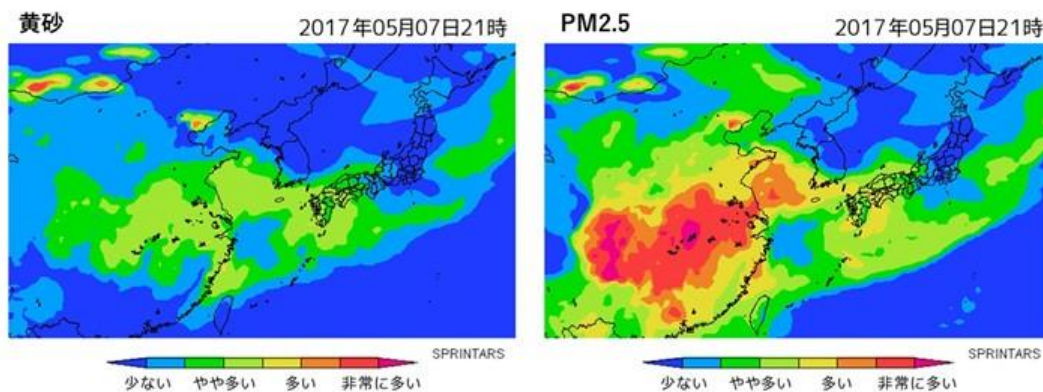 黄砂
2017年05月07日21時
SPRINTARS
少ない
やや多い
多い
非常に多い
PM2.5
2017年05月07日21時
SPRINTARS
少ない
やや多い
多い
非常に多い